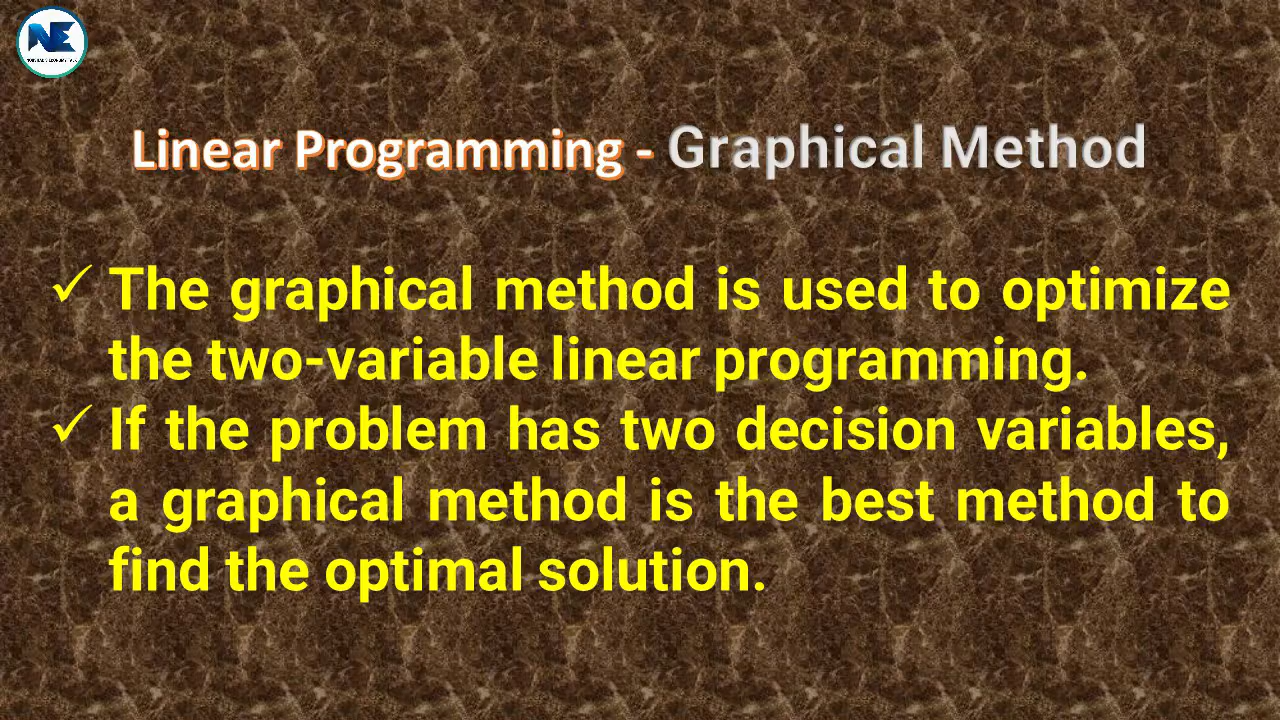 NE
Linear Programming - Graphical Method
✓ The graphical method is used to optimize
the two-variable linear programming.
✓ If the problem has two decision variables,
a graphical method is the best method to
find the optimal solution.